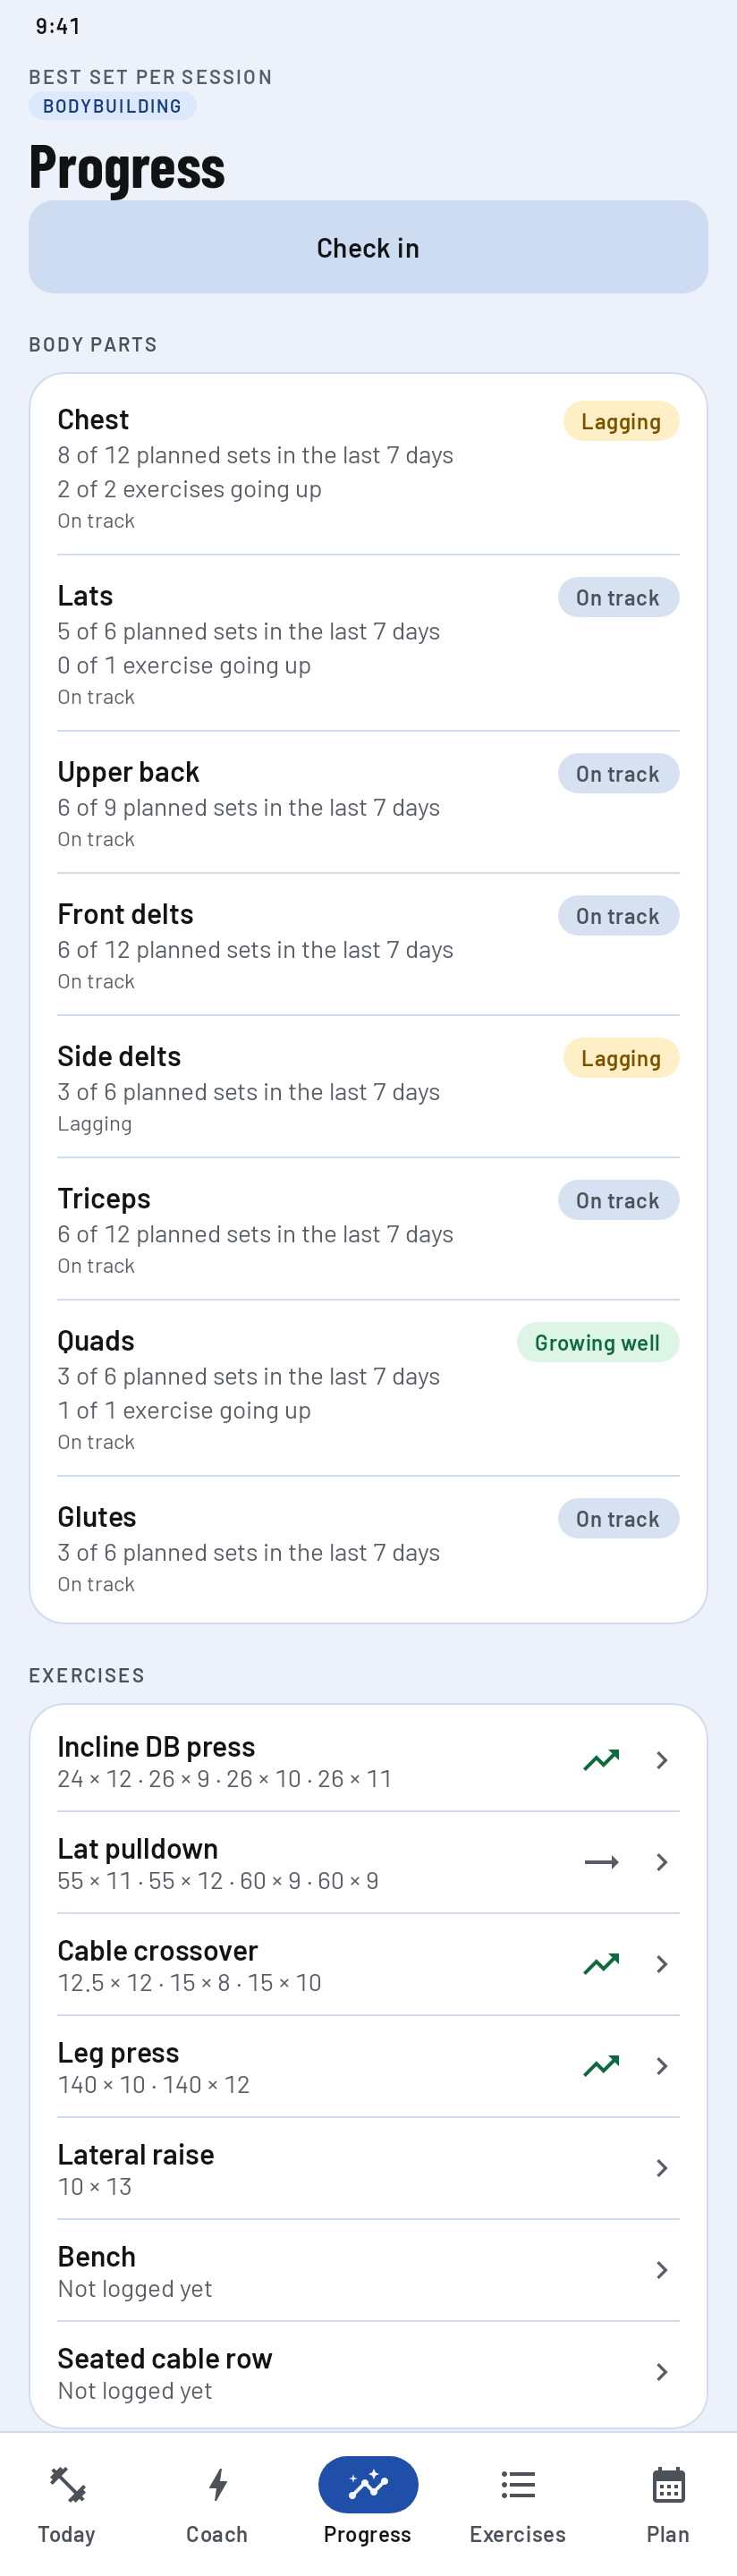 9:41
BEST SET PER SESSION
BODYBUILDING
Progress
Check in
BODY PARTS
Chest
Lagging
8 of 12 planned sets in the last 7 days
2 of 2 exercises going up
On track
Lats
On track
5 of 6 planned sets in the last 7 days
0 of 1 exercise going up
On track
Upper back
On track
6 of 9 planned sets in the last 7 days
On track
Front delts
On track
6 of 12 planned sets in the last 7 days
On track
Side delts
Lagging
3 of 6 planned sets in the last 7 days
Lagging
Triceps
On track
6 of 12 planned sets in the last 7 days
On track
Quads
Growing well
3 of 6 planned sets in the last 7 days
1 of 1 exercise going up
On track
Glutes
On track
3 of 6 planned sets in the last 7 days
On track
EXERCISES
Incline DB press
24 × 12 · 26 × 9 · 26 × 10 · 26 × 11
Lat pulldown
55 × 11 · 55 × 12 · 60 × 9 · 60 × 9
Cable crossover
12.5 × 12 · 15 × 8 · 15 × 10
Leg press
140 × 10 · 140 × 12
Lateral raise
10 × 13
Bench
Not logged yet
Seated cable row
Not logged yet
Today
Coach
Progress
Exercises
Plan